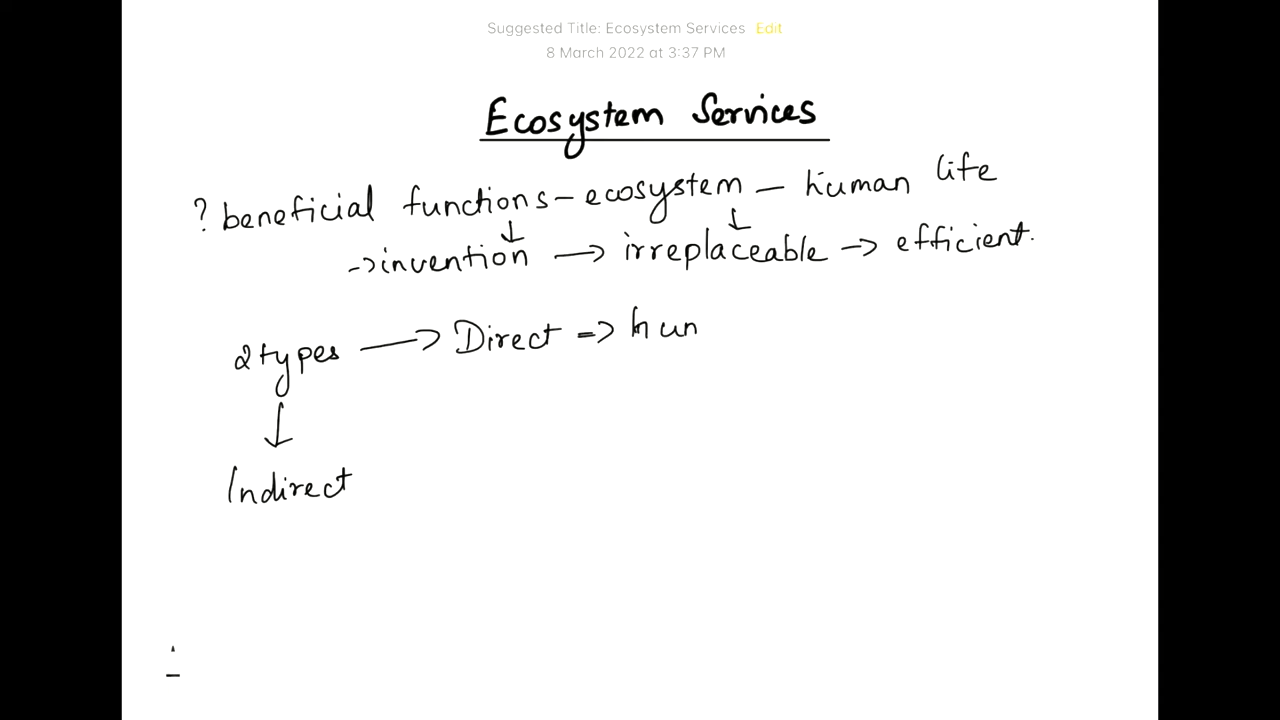 Suggested Title: Ecosystem Services Edit
8 March 2022 at 3:37 PM
Ecosystem Services
? beneficial functions - ecosystem - human life
↓ ↓
→ invention → irreplaceable → efficient.
2 types → Direct => hun
↓
Indirect